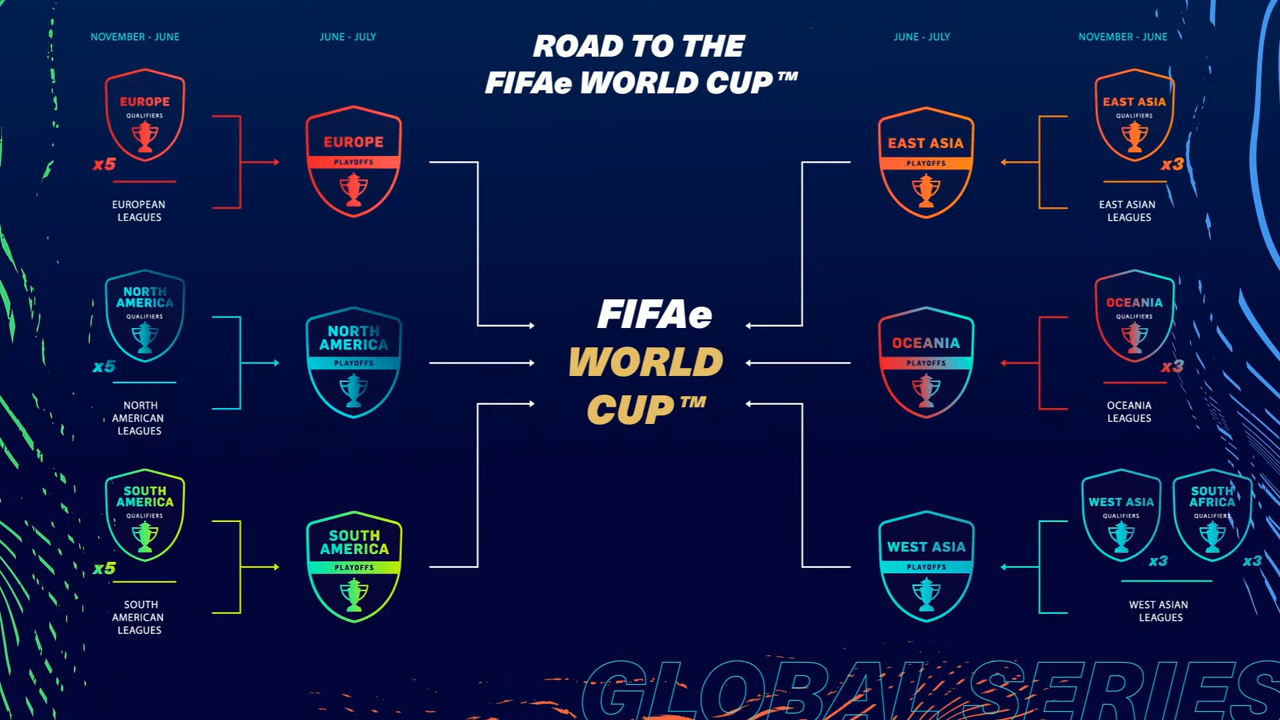 NOVEMBER - JUNE
JUNE - JULY
ROAD TO THE
FIFAe WORLD CUP™
JUNE - JULY
NOVEMBER - JUNE
EUROPE
QUALIFIERS
x5
EUROPEAN
LEAGUES
EUROPE
PLAYOFFS
EAST ASIA
PLAYOFFS
EAST ASIA
QUALIFIERS
x3
EAST ASIAN
LEAGUES
NORTH
AMERICA
QUALIFIERS
x5
NORTH
AMERICAN
LEAGUES
NORTH
AMERICA
PLAYOFFS
FIFAe
WORLD
CUP™
OCEANIA
PLAYOFFS
OCEANIA
QUALIFIERS
x3
OCEANIA
LEAGUES
SOUTH
AMERICA
QUALIFIERS
x5
SOUTH
AMERICAN
LEAGUES
SOUTH
AMERICA
PLAYOFFS
WEST ASIA
PLAYOFFS
WEST ASIA
QUALIFIERS
x3
SOUTH
AFRICA
QUALIFIERS
x3
WEST ASIAN
LEAGUES
GLOBAL SERIES